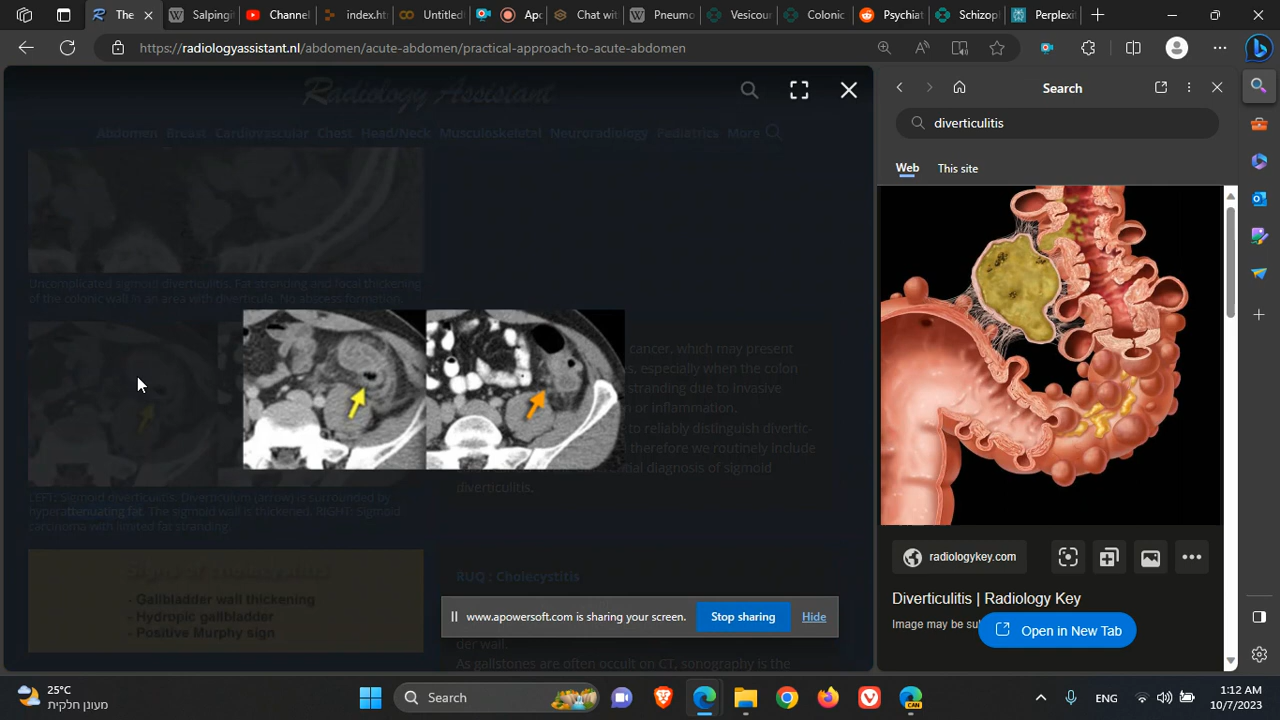 The
Salpingi
Channel
index.ht
Untitled
Apo
Chat wit
Pneumo
Vesicour
Colonic
Psychiat
Schizop
Perplexi
https://radiologyassistant.nl/abdomen/acute-abdomen/practical-approach-to-acute-abdomen
Radiology Assistant
Abdomen Breast Cardiovascular Chest Head/Neck Musculoskeletal Neuroradiology Pediatrics More
Uncomplicated sigmoid diverticulitis. Fat stranding and focal thickening
of the colonic wall in an area with diverticula. No abscess formation.
cancer, which may present
s, especially when the colon
stranding due to invasive
n or inflammation.
to reliably distinguish divertic-
therefore we routinely include
tial diagnosis of sigmoid
diverticulitis.
LEFT: Sigmoid diverticulitis. Diverticulum (arrow) is surrounded by
hyperattenuating fat. The sigmoid wall is thickened. RIGHT: Sigmoid
carcinoma with limited fat stranding.
Signs of Cholecystitis
- Gallbladder wall thickening
- Hydropic gallbladder
- Positive Murphy sign
RUQ : Cholecystitis
der wall.
As gallstones are often occult on CT, sonography is the
www.apowersoft.com is sharing your screen.
Stop sharing
Hide
Search
diverticulitis
Web
This site
radiologykey.com
Diverticulitis | Radiology Key
Image may be su
Open in New Tab
25°C
מעונן חלקית
Search
CAN
ENG
1:12 AM
10/7/2023